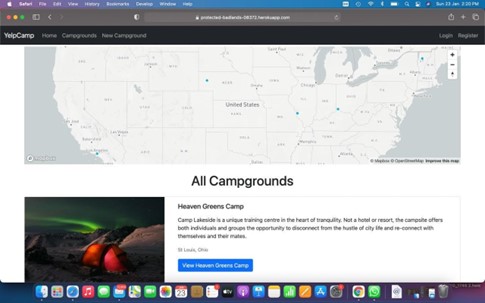 Safari File Edit View History Bookmarks Develop Window Help
Sun 23 Jan 2:30 PM
protected-badlands-08372.herokuapp.com
YelpCamp Home Campgrounds New Campground Login Register
United States
Chicago
mapbox
© Mapbox © OpenStreetMap Improve this map
All Campgrounds
Heaven Greens Camp
Camp Lakeside is a unique training centre in the heart of tranquility. Not a hotel or resort, the campsite offers
both individuals and groups the opportunity to disconnect from the hustle of city life and re-connect with
themselves and their mates.
St Louis, Ohio
View Heaven Greens Camp